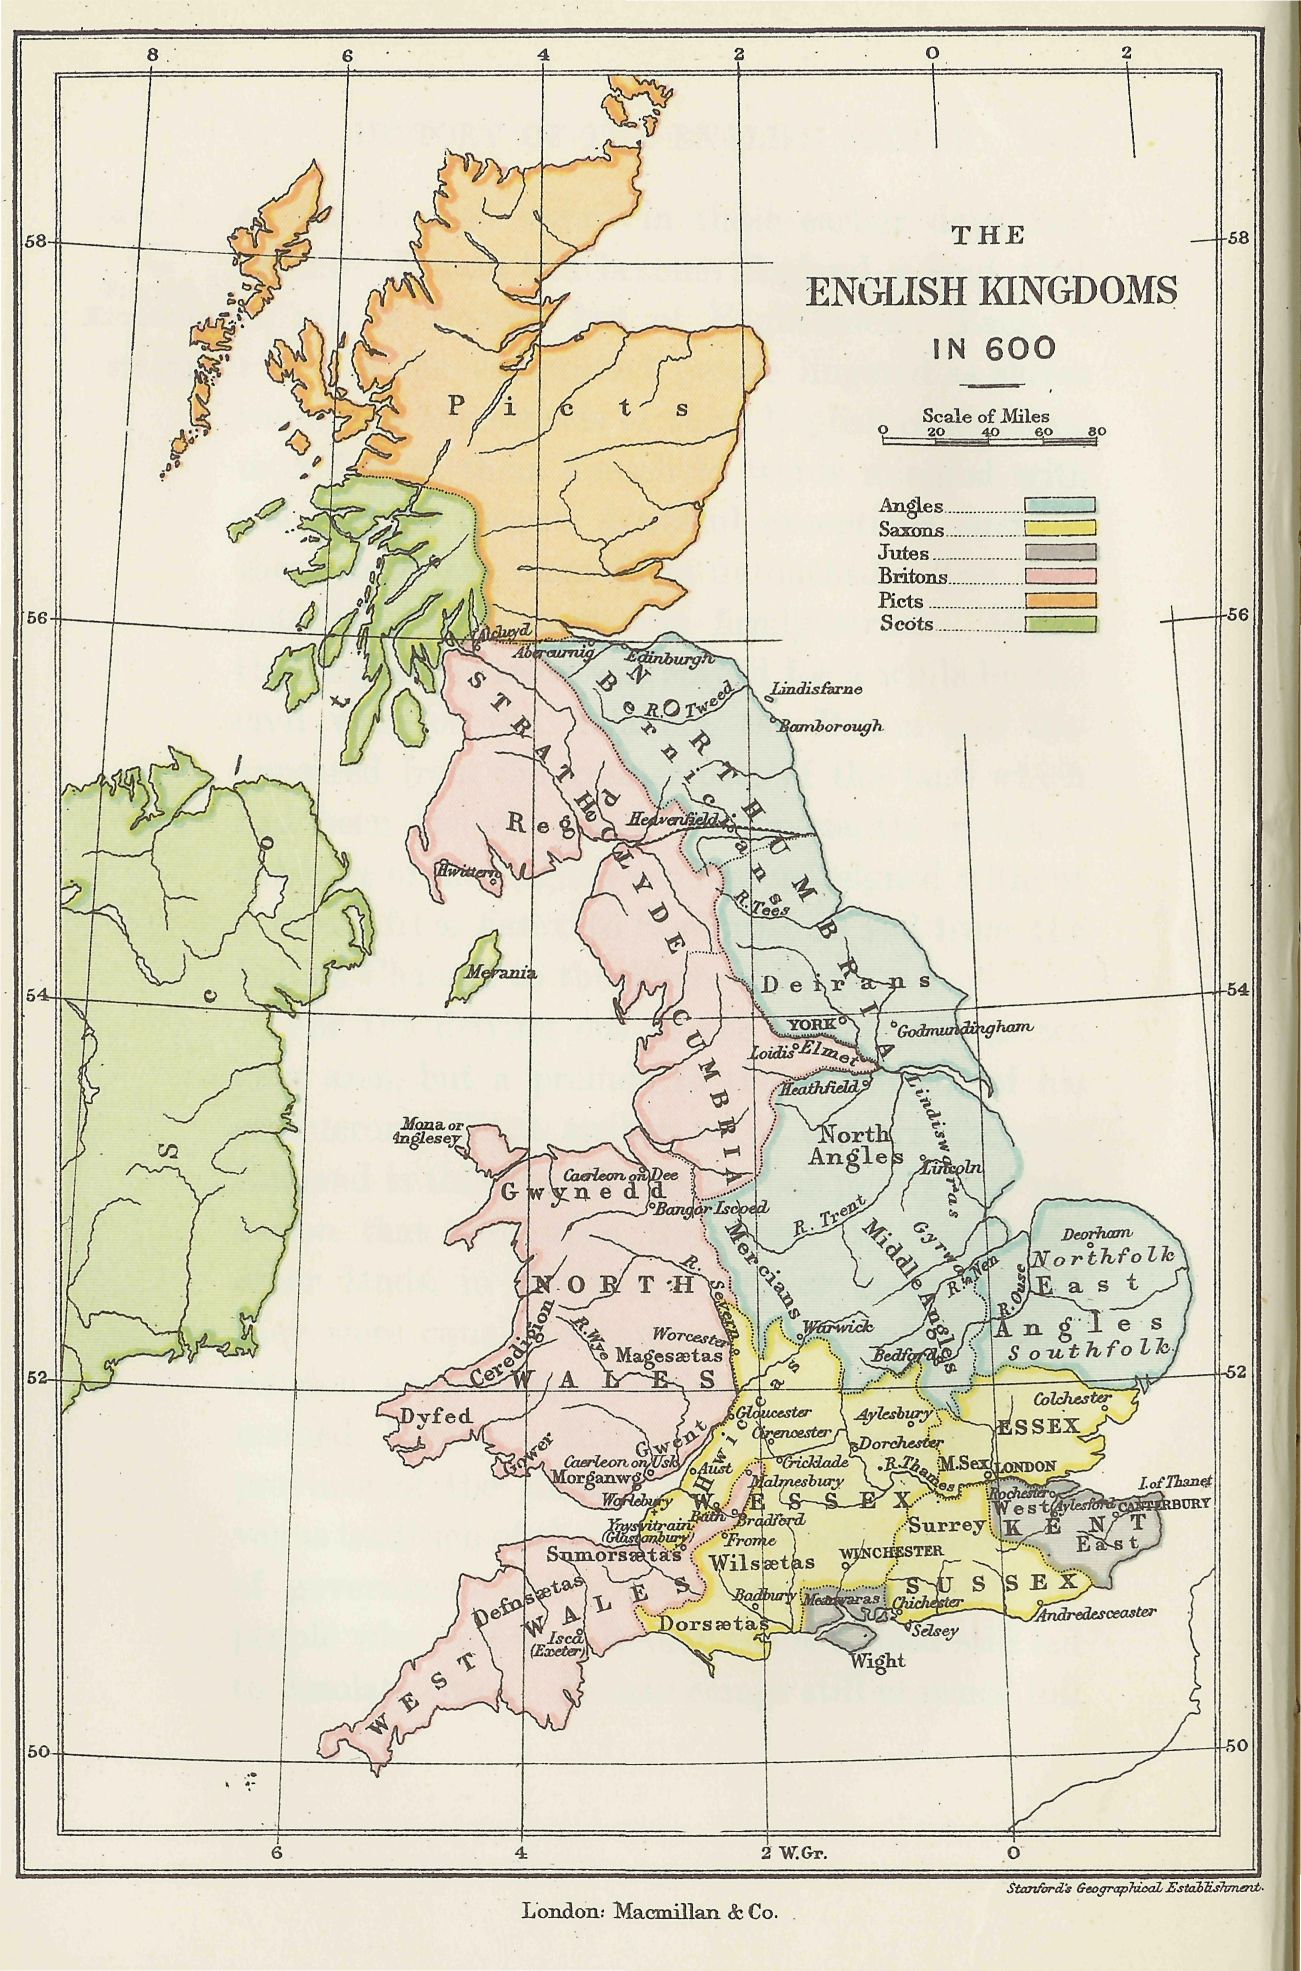 8 6 4 2 0 2
58 58
THE
ENGLISH KINGDOMS
IN 600
Scale of Miles
0 20 40 60 80
Angles
Saxons
Jutes
Britons
Picts
Scots
Picts
56 56
Alclwyd
Abercurnig
Edinburgh
Lindisfarne
Bamborough
R. Tweed
NORTHUMBRIA
Bernicians
STRATHCLYDE
Reged
Heavenfield
Hwittern
R. Tees
Scots
Mevania
Deirans
54 54
YORK
Godmundingham
Loidis
Elmet
Heathfield
CUMBRIA
Lindiswaras
North
Angles
Lincoln
Mona or
Anglesey
Caerleon on Dee
Gwynedd
Bangor Iscoed
R. Trent
Mercians
Middle Angles
Gyrwas
R. Nen
R. Ouse
Deorham
Northfolk
East
Angles
Southfolk
NORTH
WALES
R. Severn
R. Wye
Ceredigion
Worcester
Magesætas
Warwick
Bedford
52 52
Dyfed
Gower
Gwent
Caerleon on Usk
Morganwg
Hwiccas
Gloucester
Cirencester
Aylesbury
Dorchester
Cricklade
R. Thames
Aust
Malmesbury
Colchester
ESSEX
M. Sex
LONDON
I. of Thanet
Rochester
West
Aylesford
CANTERBURY
KENT
East
Worlebury
WESSEX
Bath
Bradford
Ynysvitrain
(Glastonbury)
Frome
Surrey
Sumorsætas
Wilsætas
WINCHESTER
SUSSEX
Defnsætas
Badbury
Meanwaras
Chichester
Andredesceaster
Dorsætas
Selsey
Isca
(Exeter)
WEST WALES
Wight
50 50
6 4 2 W.Gr. 0
Stanford's Geographical Establishment.
London: Macmillan & Co.